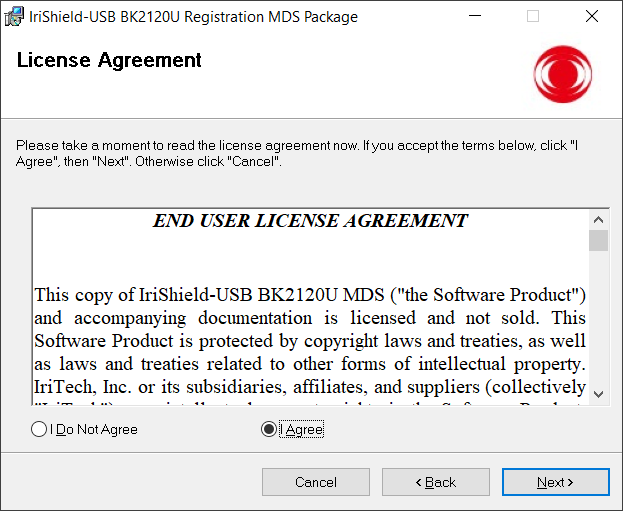 IriShield-USB BK2120U Registration MDS Package
License Agreement
Please take a moment to read the license agreement now. If you accept the terms below, click "I
Agree", then "Next". Otherwise click "Cancel".
END USER LICENSE AGREEMENT
This copy of IriShield-USB BK2120U MDS ("the Software Product")
and accompanying documentation is licensed and not sold. This
Software Product is protected by copyright laws and treaties, as well
as laws and treaties related to other forms of intellectual property.
IriTech, Inc. or its subsidiaries, affiliates, and suppliers (collectively
I Do Not Agree
I Agree
Cancel
< Back
Next >